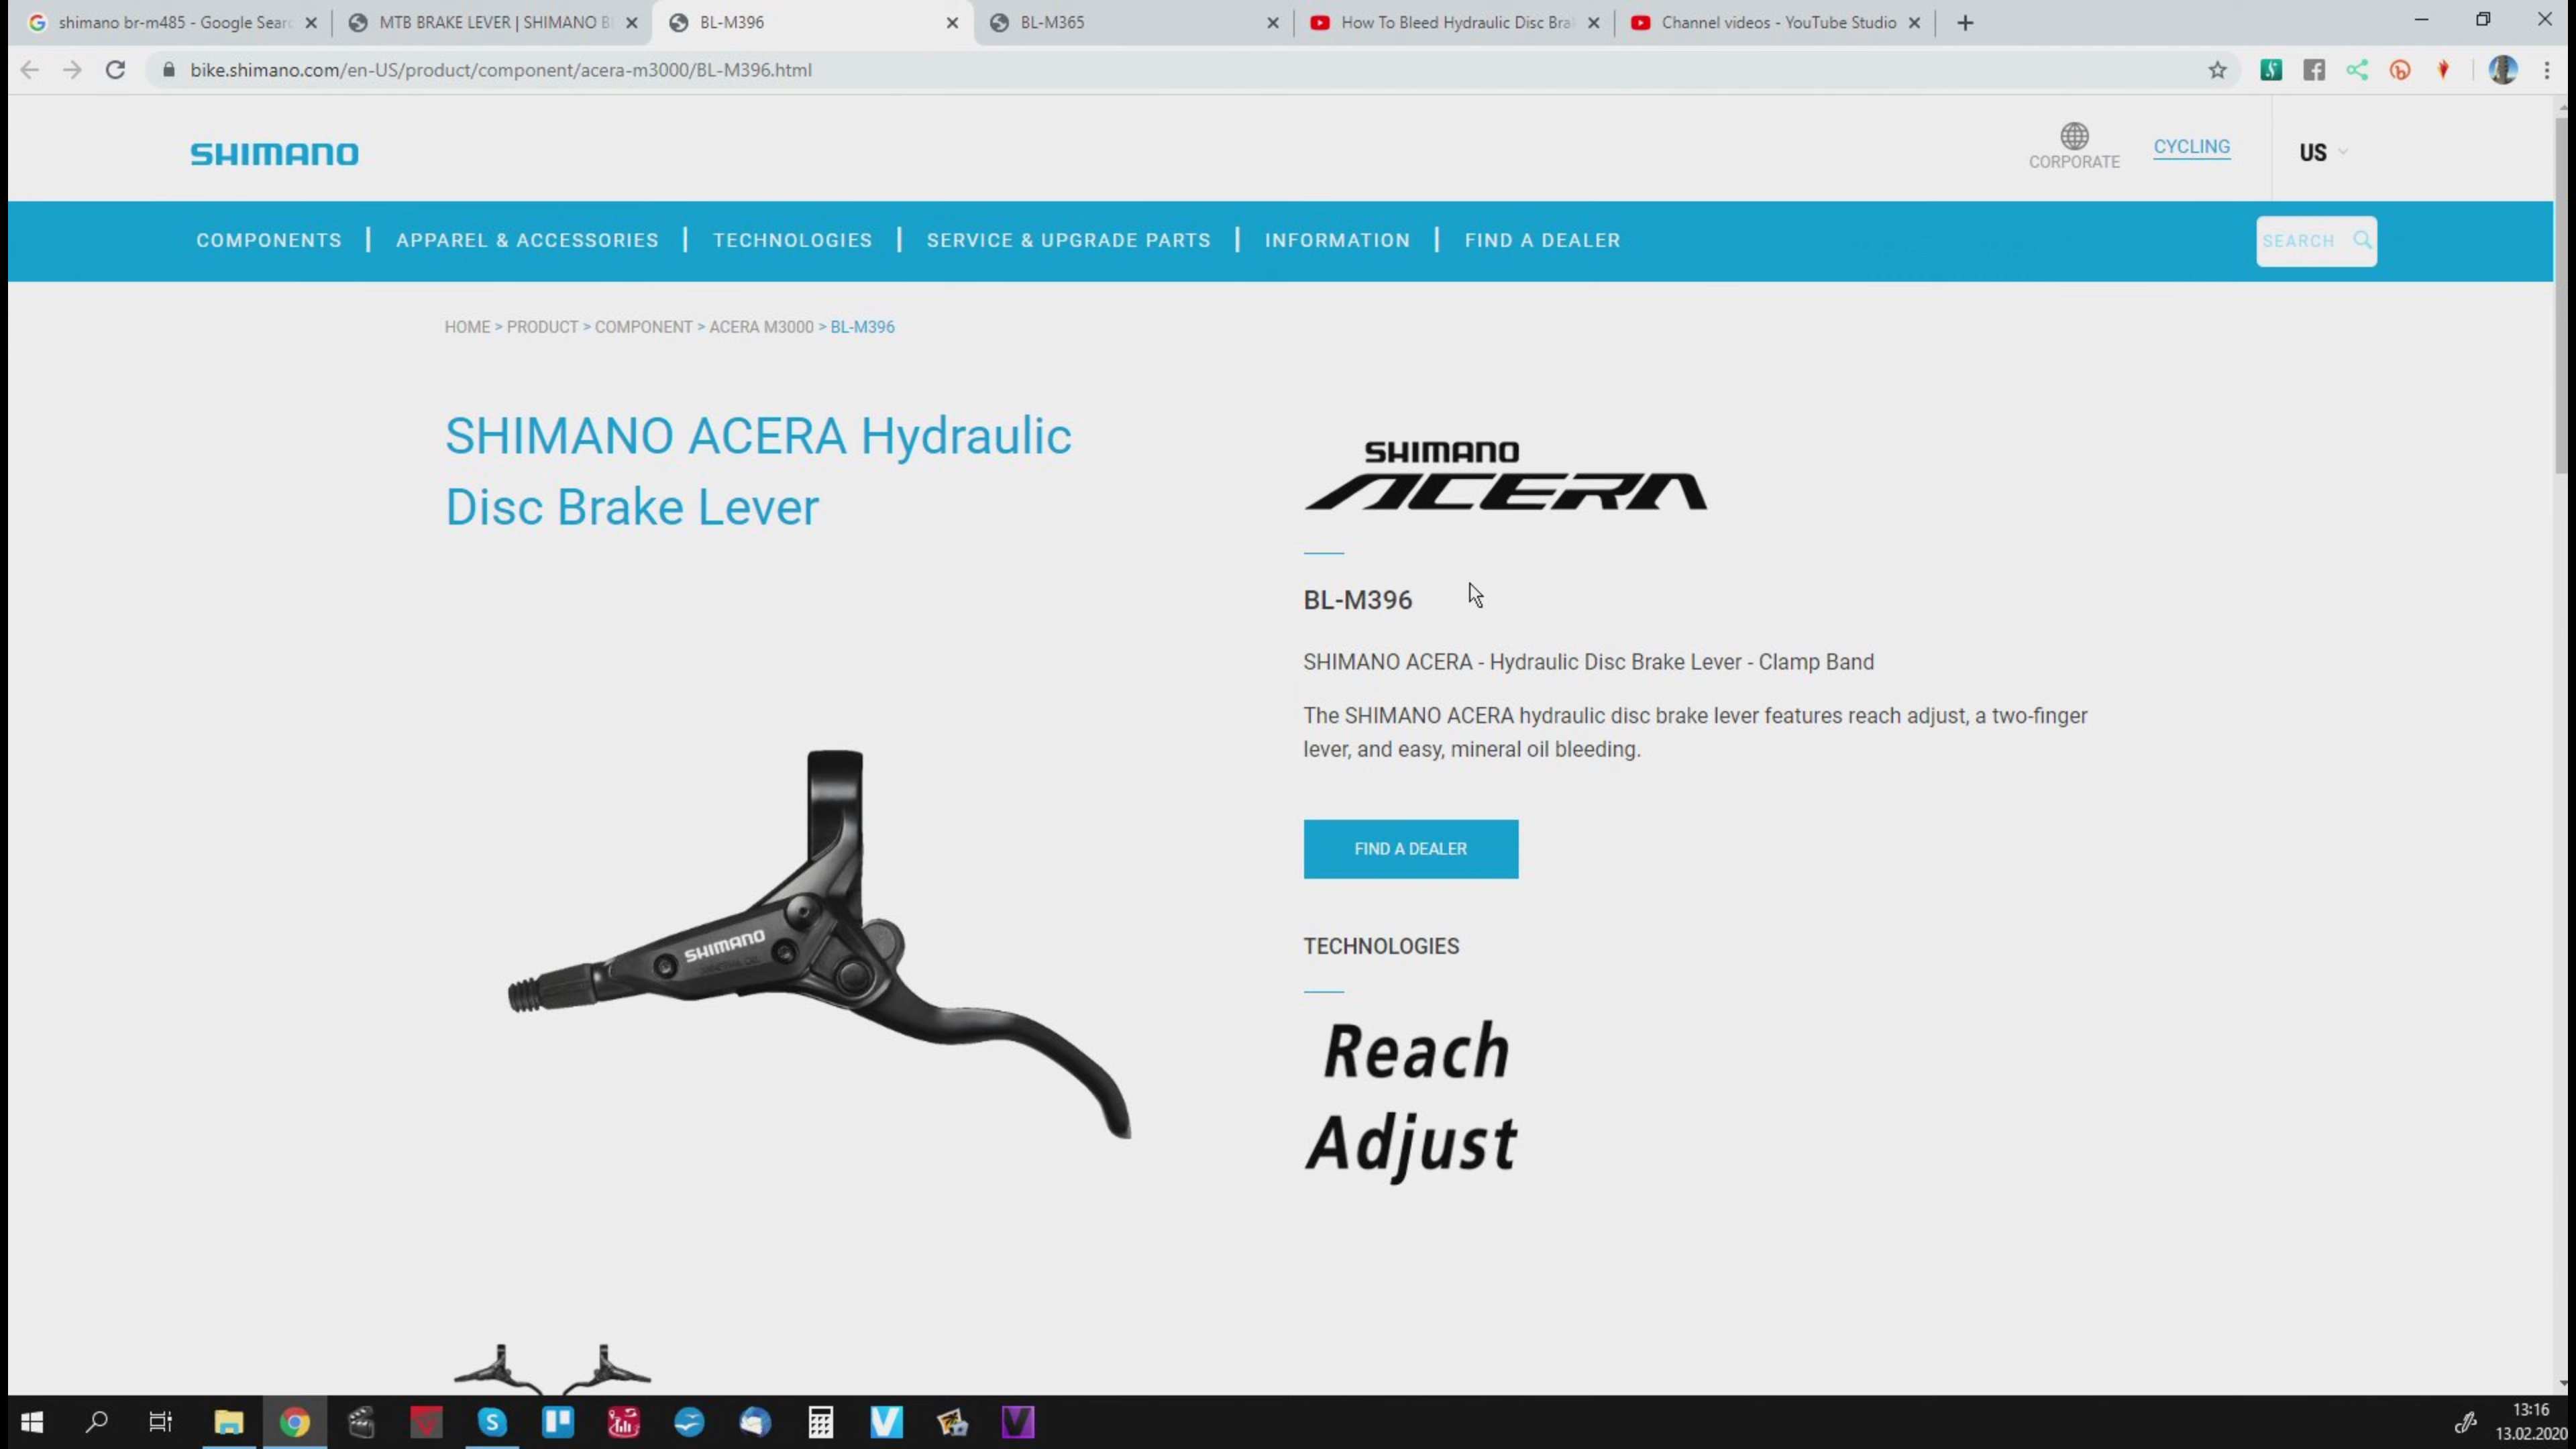 shimano br-m485 - Google Searc
MTB BRAKE LEVER | SHIMANO B
BL-M396
BL-M365
How To Bleed Hydraulic Disc Bra
Channel videos - YouTube Studio
bike.shimano.com/en-US/product/component/acera-m3000/BL-M396.html
SHIMANO
CORPORATE
CYCLING
US
COMPONENTS | APPAREL & ACCESSORIES | TECHNOLOGIES | SERVICE & UPGRADE PARTS | INFORMATION | FIND A DEALER
SEARCH
HOME > PRODUCT > COMPONENT > ACERA M3000 > BL-M396
SHIMANO ACERA Hydraulic
Disc Brake Lever
SHIMANO
ACERA
BL-M396
SHIMANO ACERA - Hydraulic Disc Brake Lever - Clamp Band
The SHIMANO ACERA hydraulic disc brake lever features reach adjust, a two-finger
lever, and easy, mineral oil bleeding.
FIND A DEALER
SHIMANO
TECHNOLOGIES
Reach
Adjust
13:16
13.02.2020